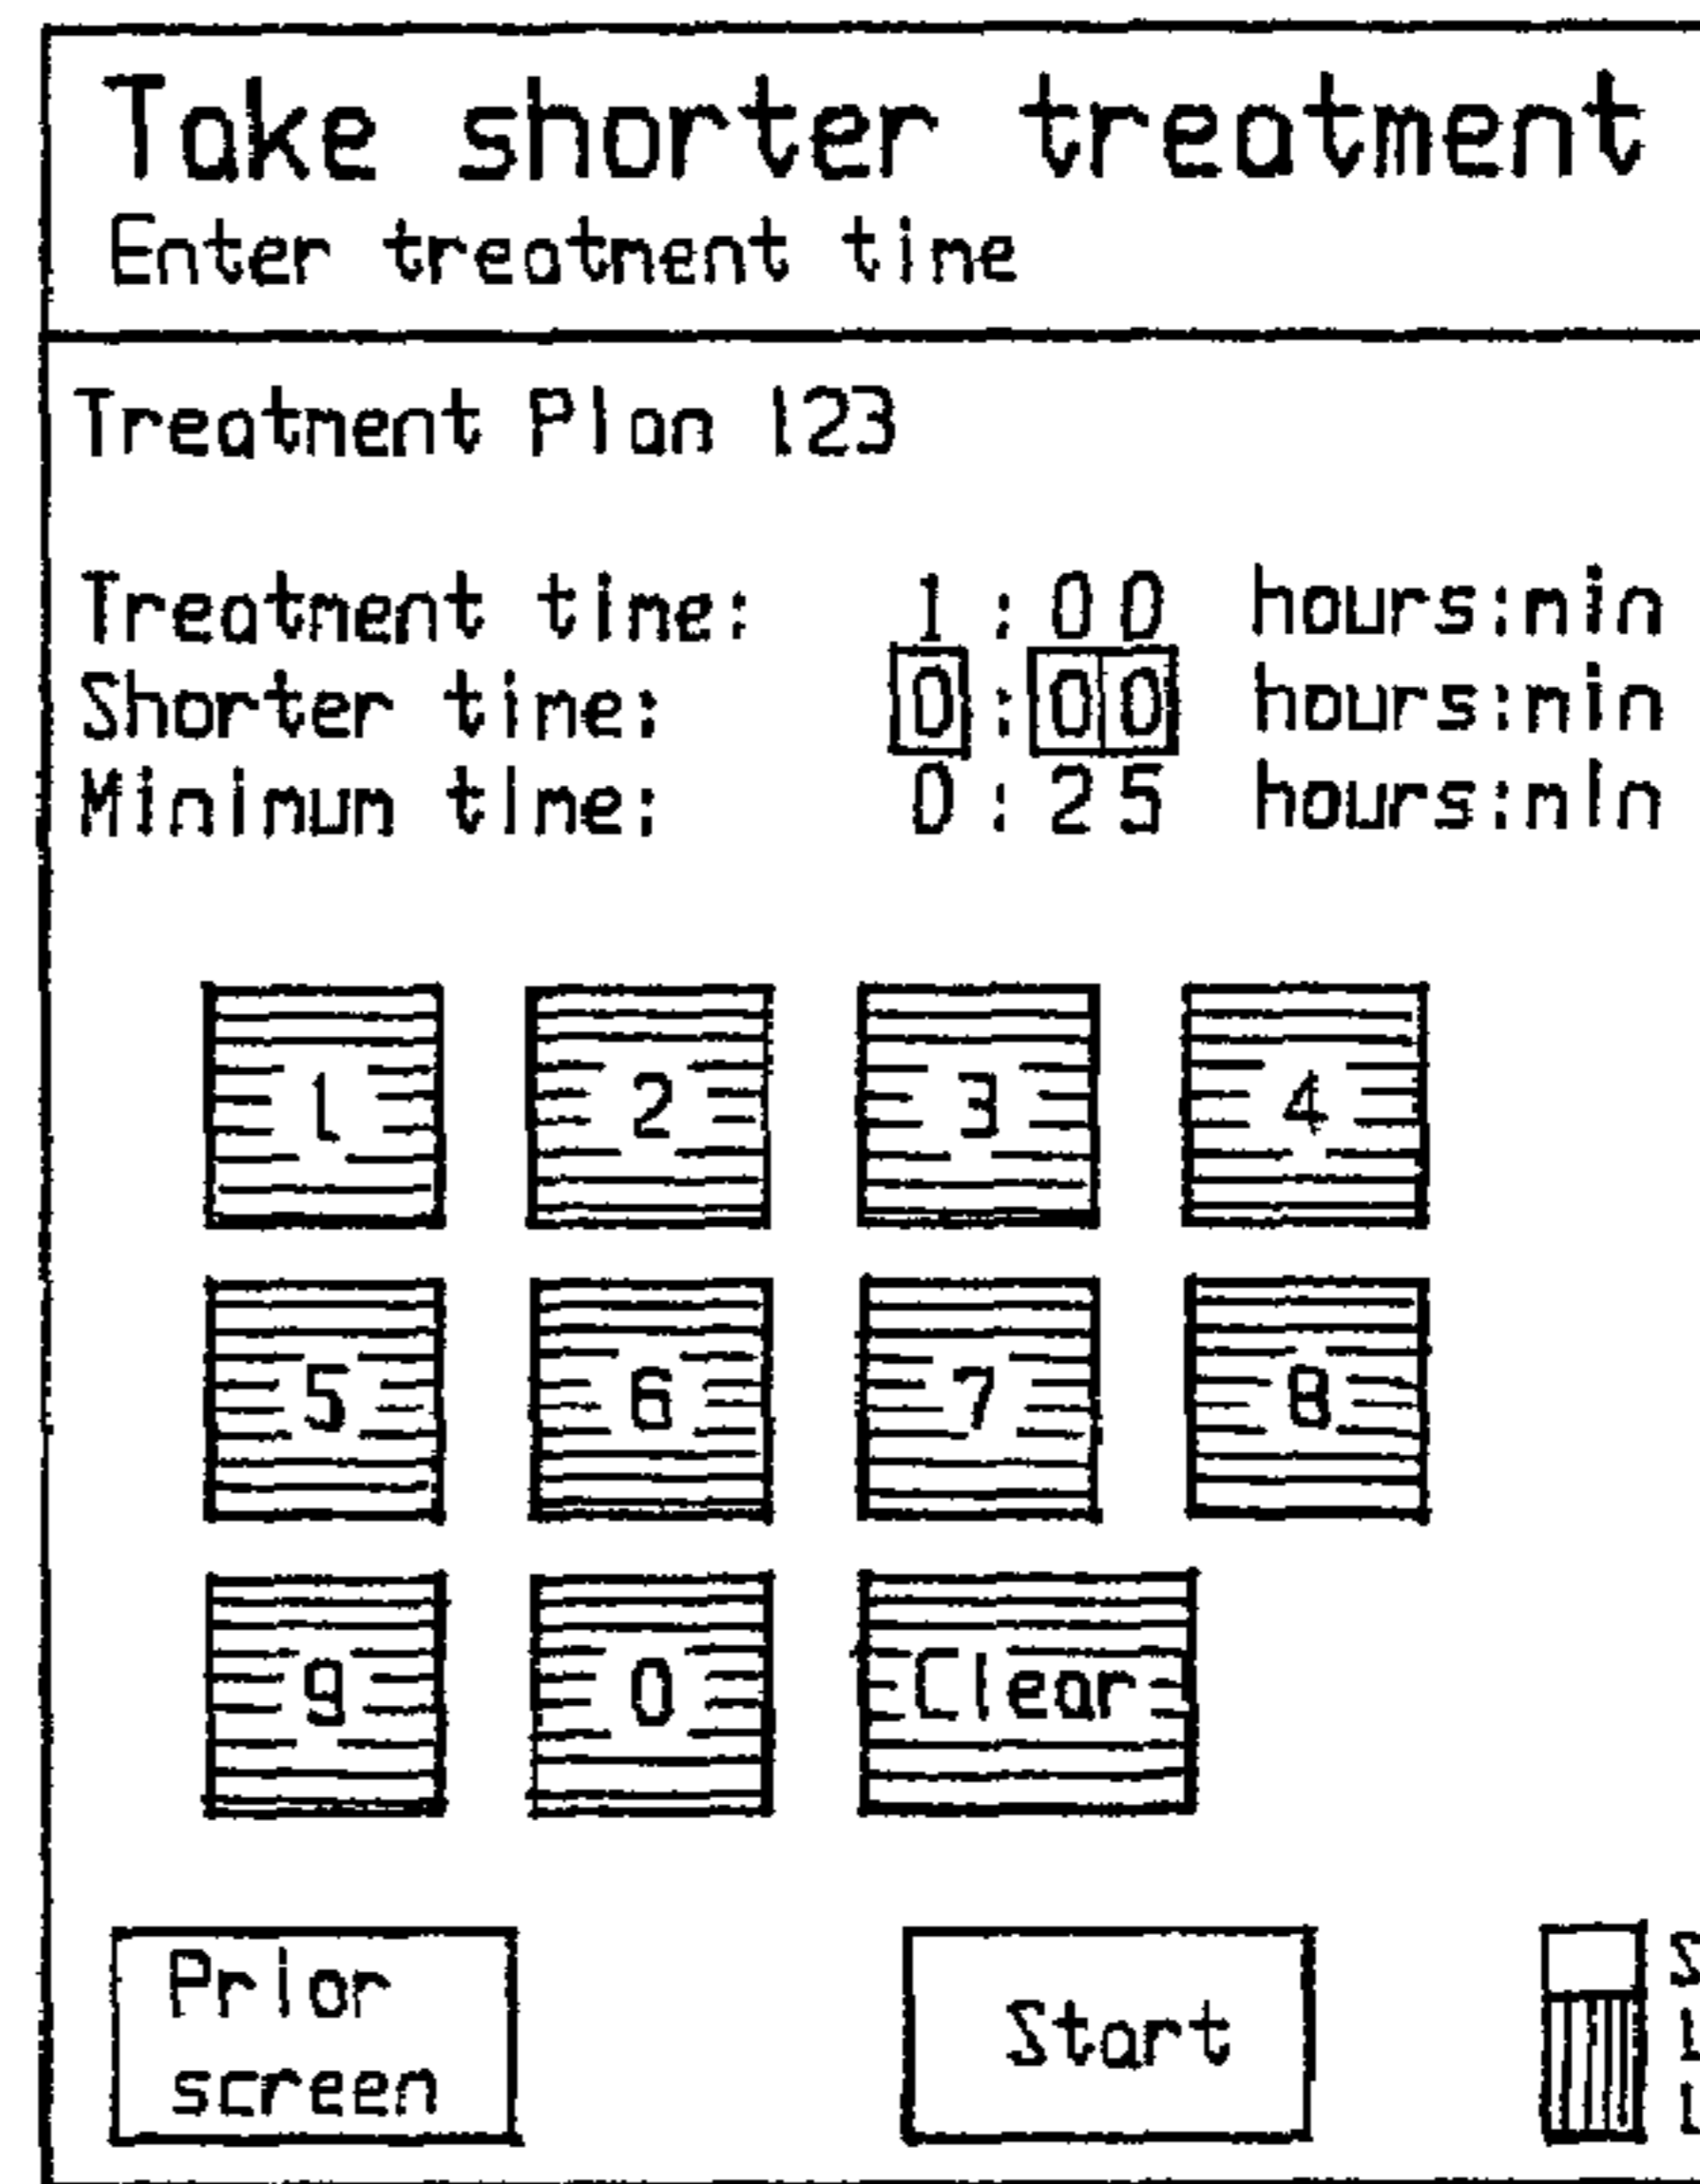 Take shorter treatment
Enter treatment time
Treatment Plan 123
Treatment time: 1:00 hours:min
Shorter time: 0:00 hours:min
Minimum time: 0:25 hours:min
1 2 3 4
5 6 7 8
9 0 Clear
Prior
screen
Start